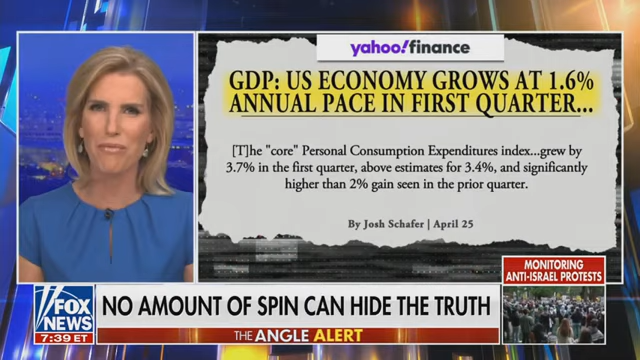 yahoo!finance
GDP: US ECONOMY GROWS AT 1.6%
ANNUAL PACE IN FIRST QUARTER...
[T]he "core" Personal Consumption Expenditures index...grew by
3.7% in the first quarter, above estimates for 3.4%, and significantly
higher than 2% gain seen in the prior quarter.
By Josh Schafer | April 25
MONITORING
ANTI-ISRAEL PROTESTS
FOX
NEWS
7:39 ET
NO AMOUNT OF SPIN CAN HIDE THE TRUTH
THE ANGLE ALERT